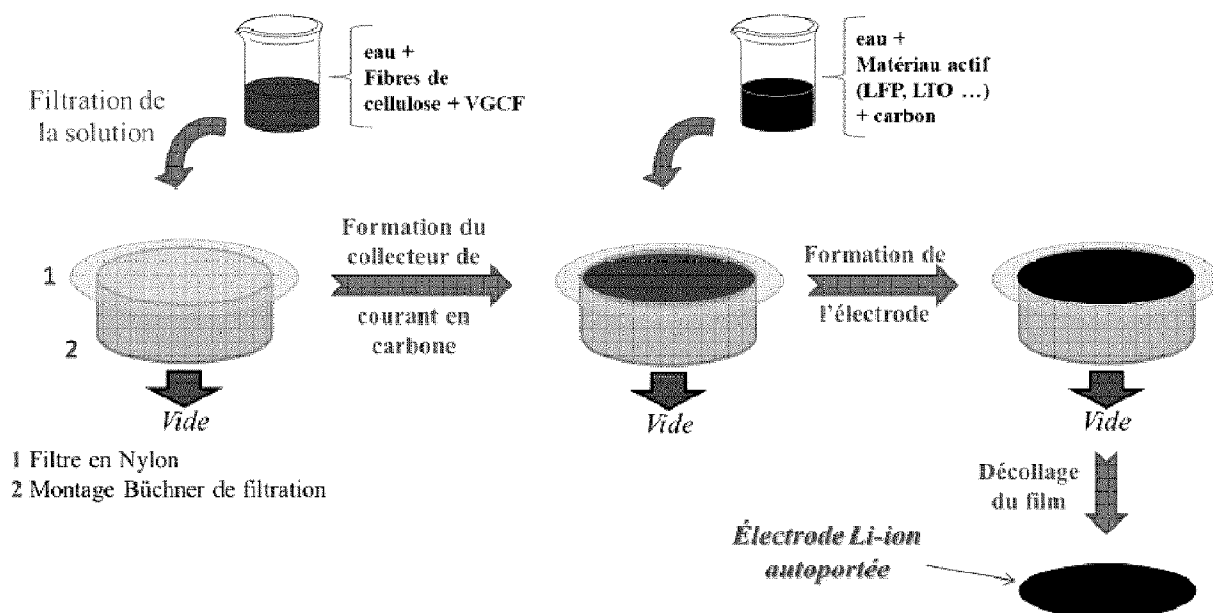 eau +
Fibres de
cellulose + VGCF
eau +
Matériau actif
(LFP, LTO ...)
+ carbon
Filtration de
la solution
1
2
Formation du
collecteur de
courant en
carbone
Formation de
l'électrode
Vide
Vide
Vide
1 Filtre en Nylon
2 Montage Büchner de filtration
Décollage
du film
Électrode Li-ion
autoportée